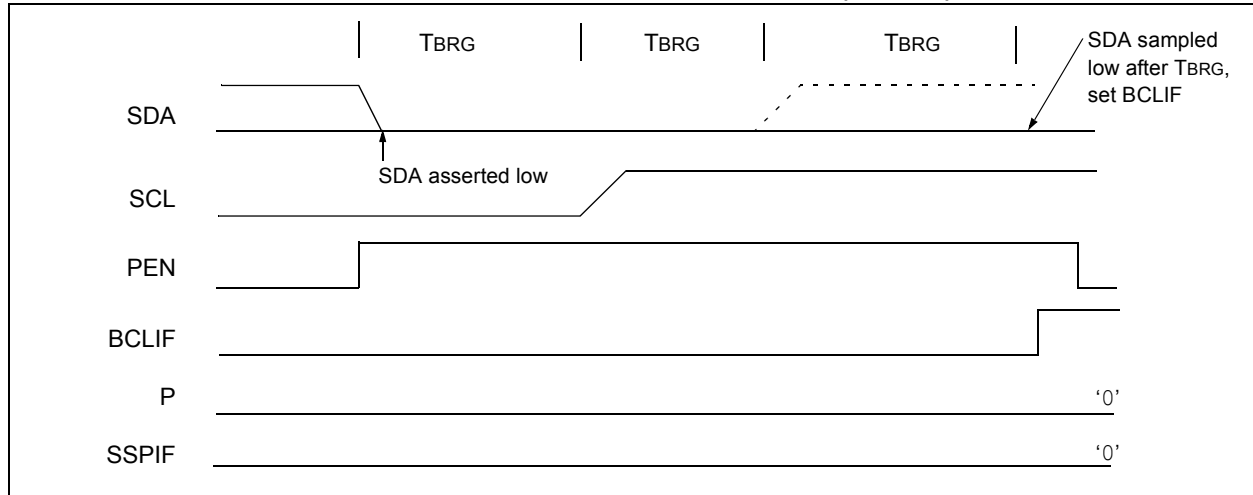 TBRG TBRG TBRG
SDA sampled
low after TBRG,
set BCLIF
SDA
SDA asserted low
SCL
PEN
BCLIF
P
'0'
SSPIF
'0'